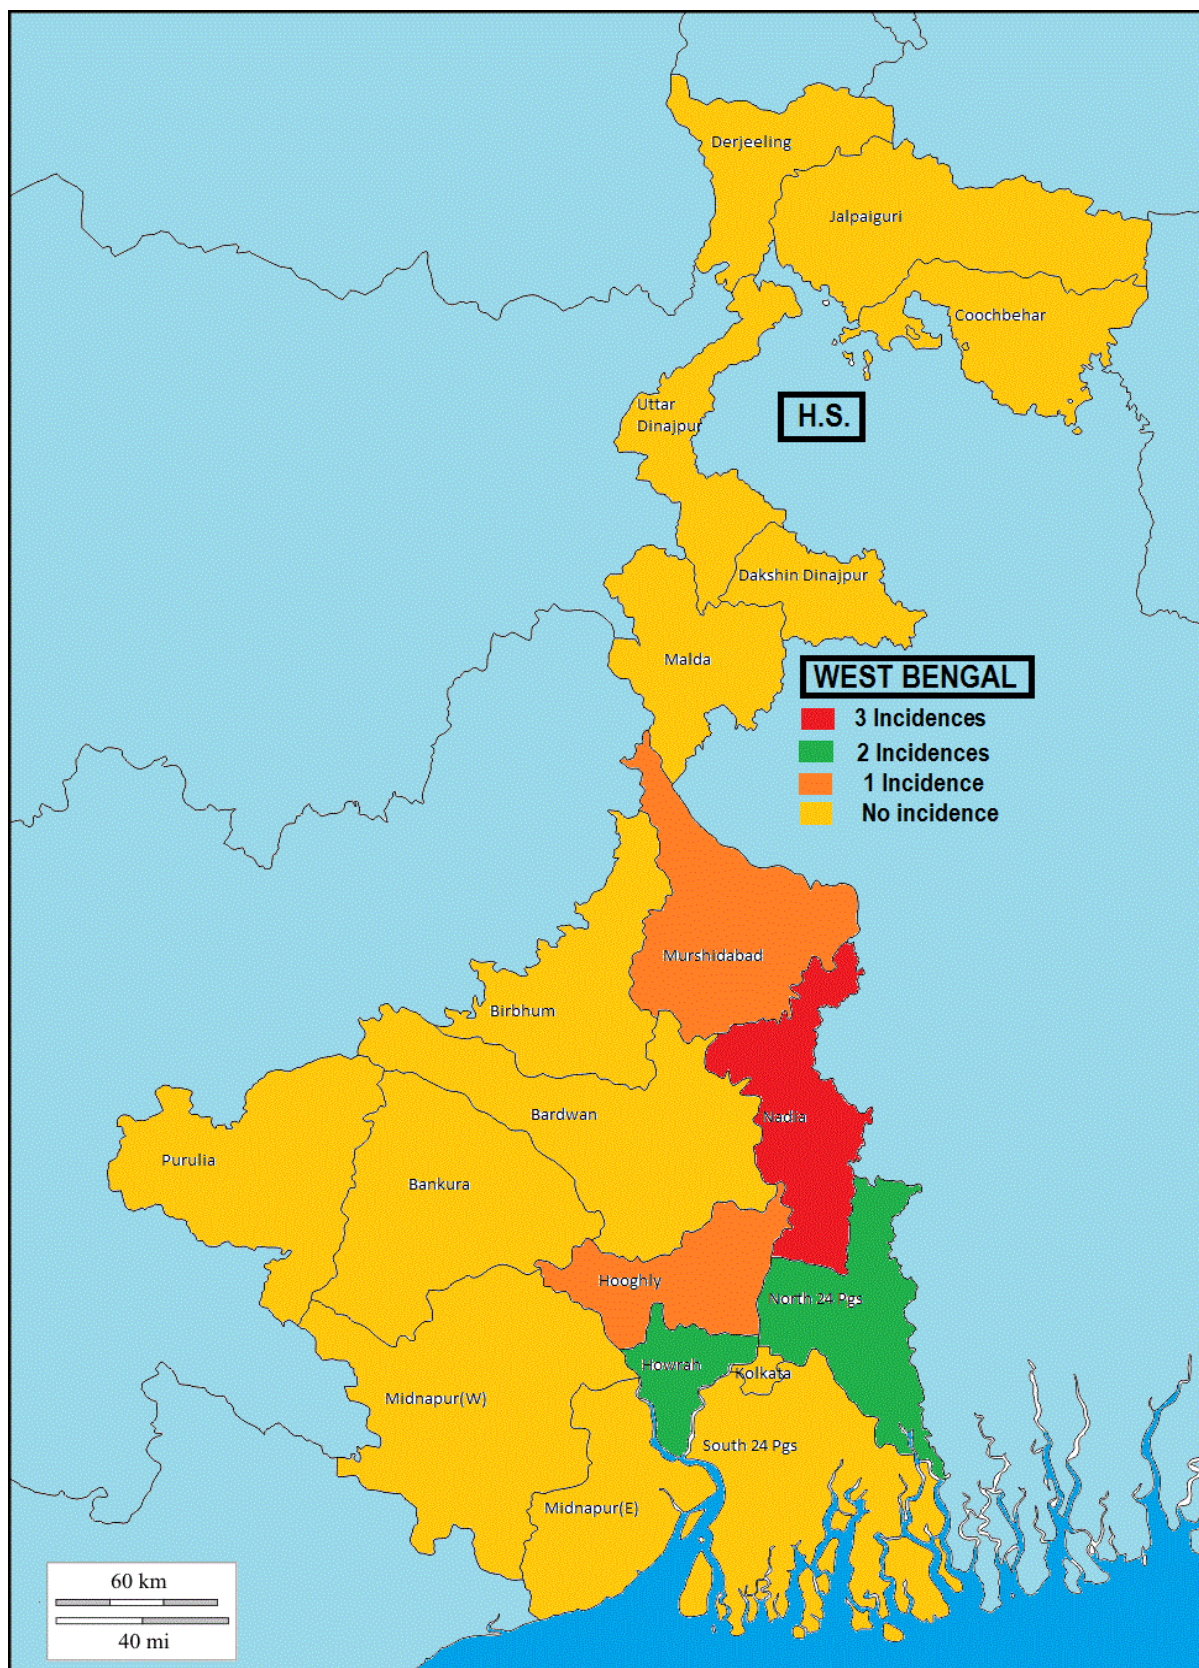 Derjeeling
Jalpaiguri
Coochbehar
Uttar
Dinajpur
H.S.
Dakshin Dinajpur
Malda
WEST BENGAL
3 Incidences
2 Incidences
1 Incidence
No incidence
Murshidabad
Birbhum
Bardwan
Nadia
Purulia
Bankura
Hooghly
North 24 Pgs
Howrah
Kolkata
Midnapur(W)
South 24 Pgs
Midnapur(E)
60 km
40 mi